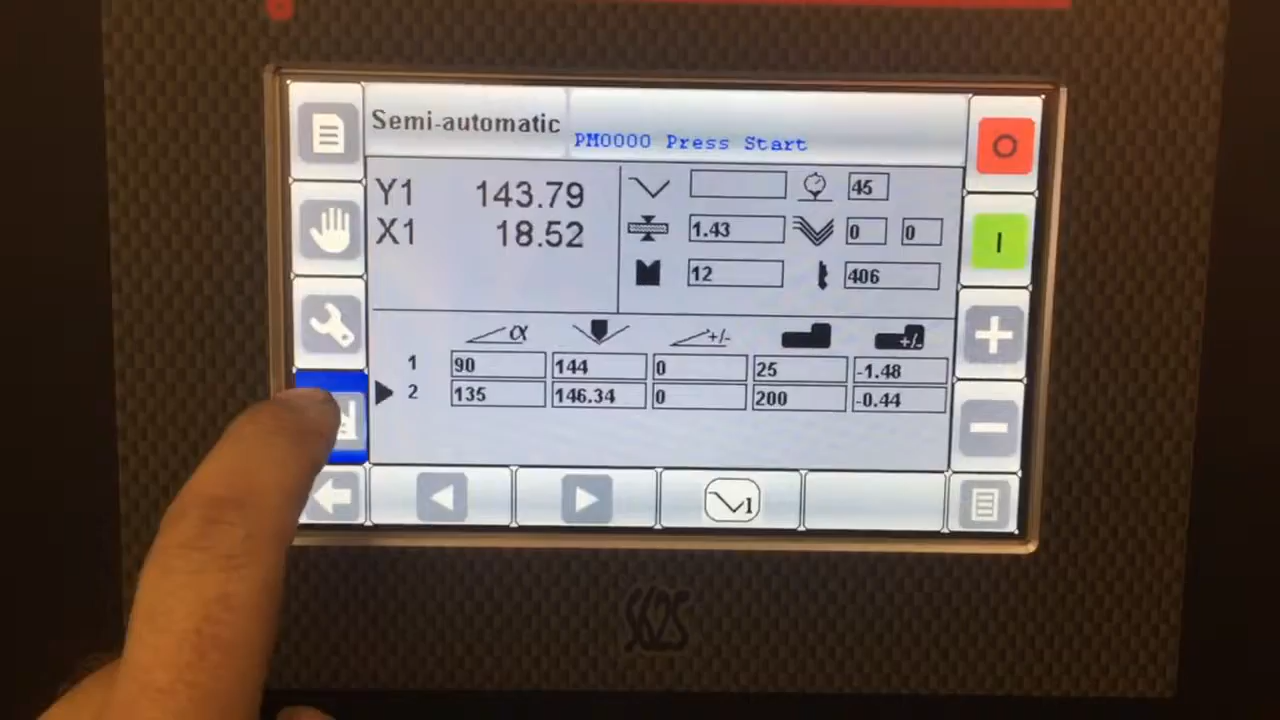 Semi-automatic
PM0000 Press Start
Y1 143.79
X1 18.52
45
1.43 0 0
12 406
α +/- +/-
1 90 144 0 25 -1.48
2 135 146.34 0 200 -0.44
1